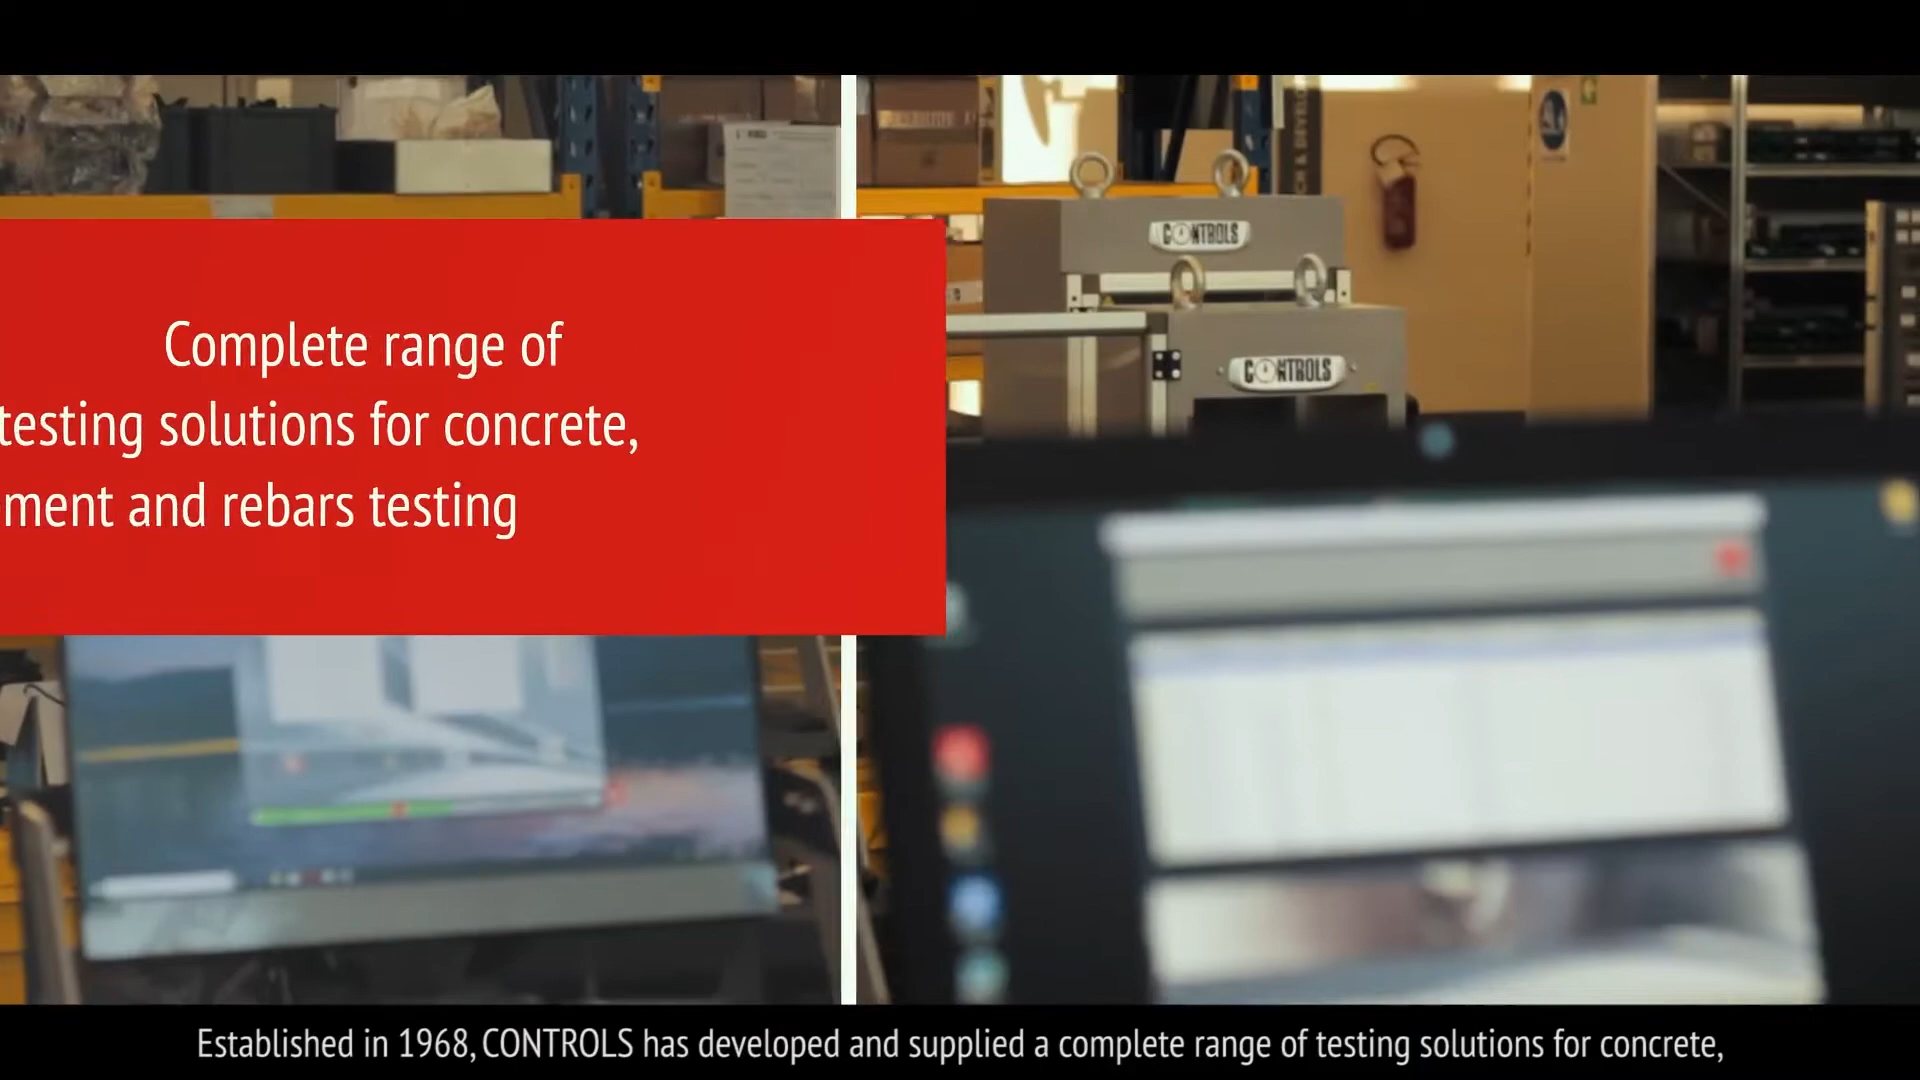 CONTROLS
CONTROLS
Complete range of
testing solutions for concrete,
ment and rebars testing
Established in 1968, CONTROLS has developed and supplied a complete range of testing solutions for concrete,